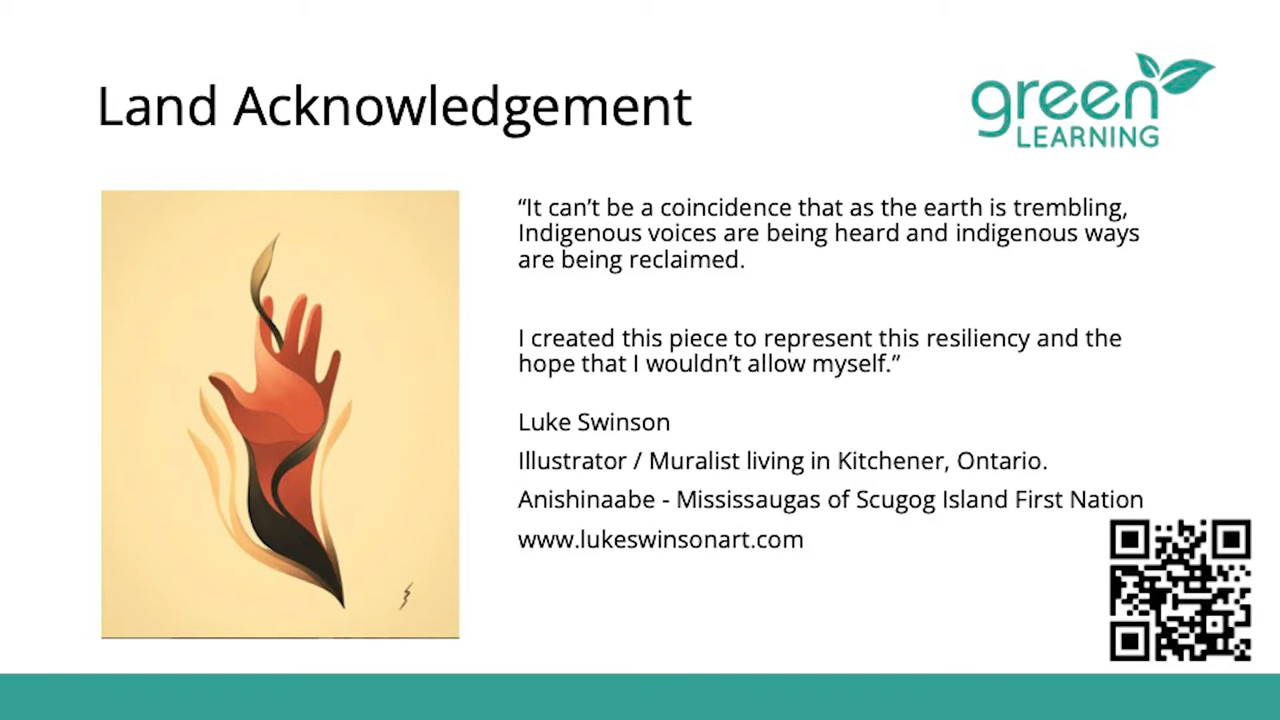 Land Acknowledgement
green
LEARNING
“It can’t be a coincidence that as the earth is trembling,
Indigenous voices are being heard and indigenous ways
are being reclaimed.
I created this piece to represent this resiliency and the
hope that I wouldn’t allow myself.”
Luke Swinson
Illustrator / Muralist living in Kitchener, Ontario.
Anishinaabe - Mississaugas of Scugog Island First Nation
www.lukeswinsonart.com